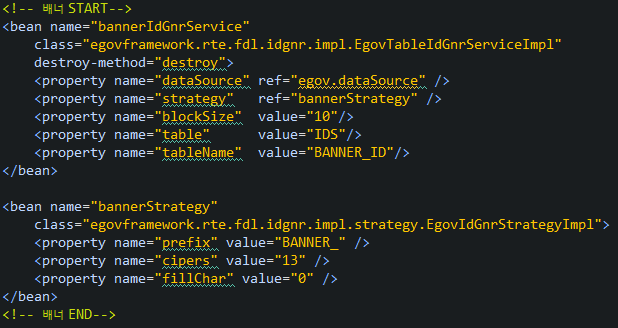 <!-- 배너 START-->
<bean name="bannerIdGnrService"
    class="egovframework.rte.fdl.idgnr.impl.EgovTableIdGnrServiceImpl"
    destroy-method="destroy">
    <property name="dataSource" ref="egov.dataSource" />
    <property name="strategy"   ref="bannerStrategy" />
    <property name="blockSize"  value="10"/>
    <property name="table"      value="IDS"/>
    <property name="tableName"  value="BANNER_ID"/>
</bean>

<bean name="bannerStrategy"
    class="egovframework.rte.fdl.idgnr.impl.strategy.EgovIdGnrStrategyImpl">
    <property name="prefix" value="BANNER_" />
    <property name="cipers" value="13" />
    <property name="fillChar" value="0" />
</bean>
<!-- 배너 END-->